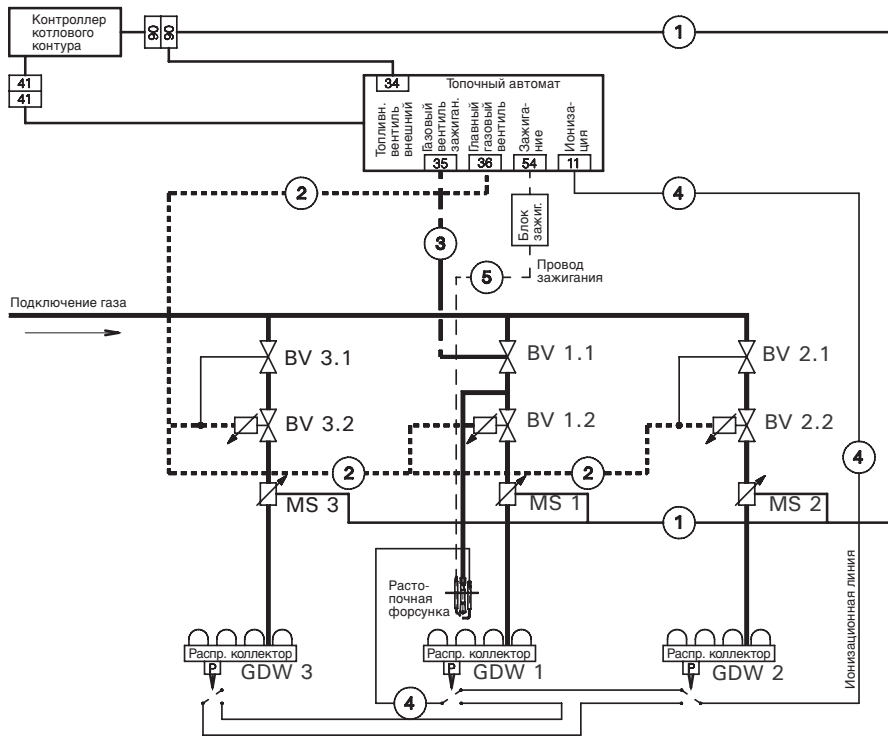 Контроллер
котлового
контура
90
90
1
41
41
34
Топочный автомат
Топливн.
вентиль
внешний
Газовый
вентиль
зажиган.
Главный
газовый
вентиль
Зажига-
ние
Иониза-
ция
35
36
54
11
2
4
3
Блок
зажиг.
5
Провод
зажигания
Подключение газа
BV 3.1
BV 1.1
BV 2.1
BV 3.2
BV 1.2
BV 2.2
2
2
4
MS 3
MS 1
MS 2
1
Расто-
почная
форсунка
Ионизационная линия
Распр. коллектор
Распр. коллектор
Распр. коллектор
P
GDW 3
P
GDW 1
P
GDW 2
4